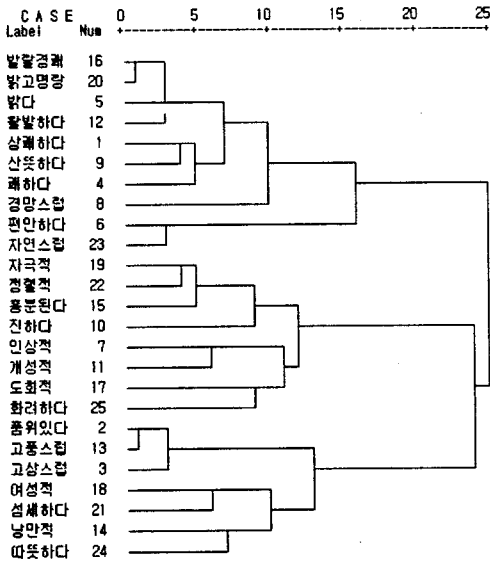 C A S E 0 5 10 15 20 25
Label Num
발랄경쾌 16
밝고명랑 20
밝다 5
활발하다 12
상쾌하다 1
산뜻하다 9
쾌하다 4
경망스럽 8
편안하다 6
자연스럽 23
자극적 19
정열적 22
흥분된다 15
진하다 10
인상적 7
개성적 11
도회적 17
화려하다 25
품위있다 2
고풍스럽 13
고상스럽 3
여성적 18
섬세하다 21
낭만적 14
따뜻하다 24